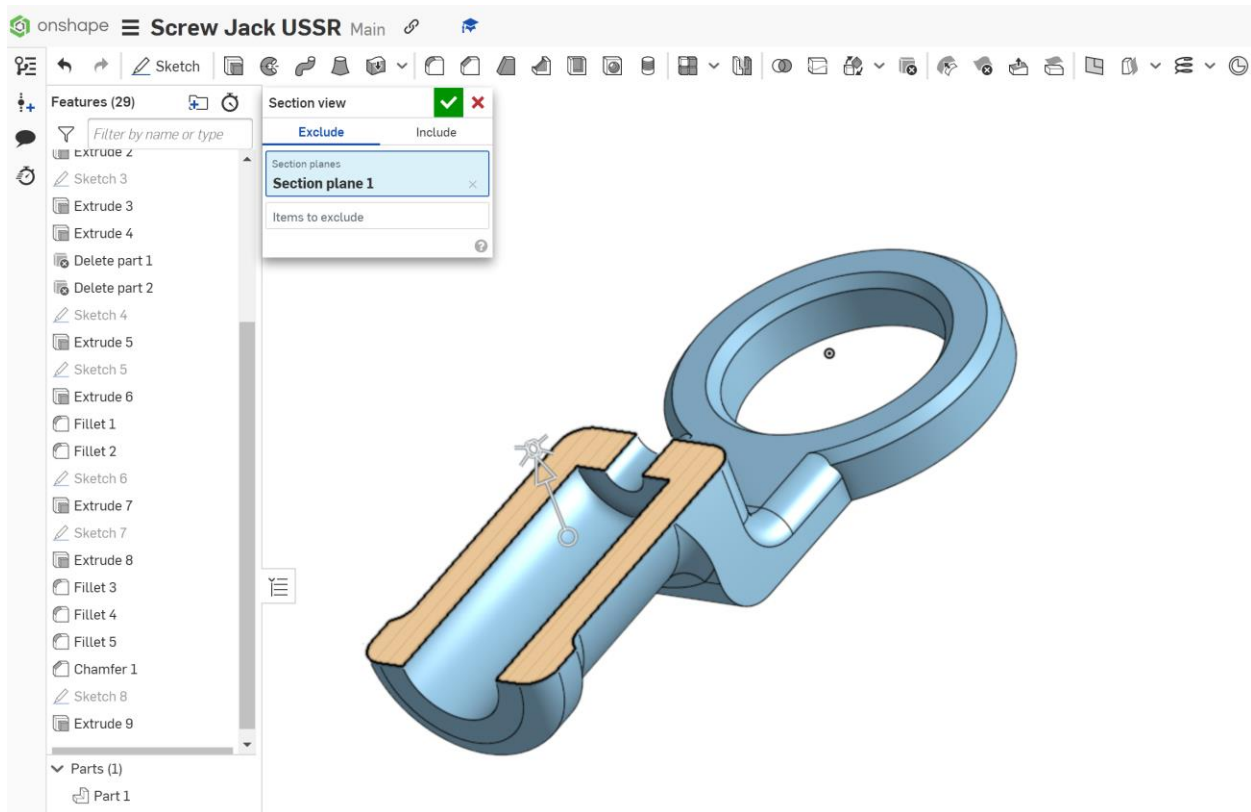 onshape Screw Jack USSR Main
Sketch
Features (29)
Filter by name or type
Extrude 2
Sketch 3
Extrude 3
Extrude 4
Delete part 1
Delete part 2
Sketch 4
Extrude 5
Sketch 5
Extrude 6
Fillet 1
Fillet 2
Sketch 6
Extrude 7
Sketch 7
Extrude 8
Fillet 3
Fillet 4
Fillet 5
Chamfer 1
Sketch 8
Extrude 9
Parts (1)
Part 1
Section view
Exclude Include
Section planes
Section plane 1
Items to exclude